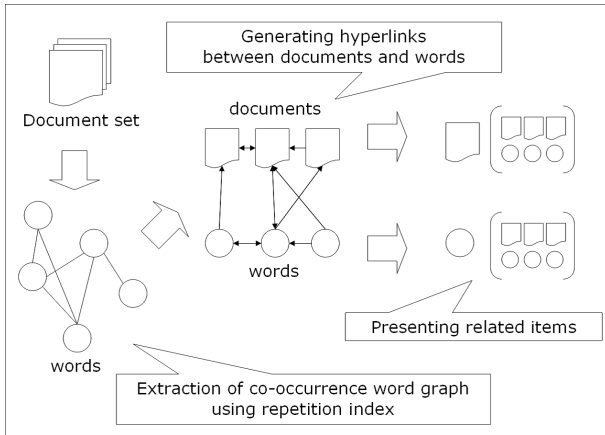 Generating hyperlinks
between documents and words
Document set
documents
words
Presenting related items
words
Extraction of co-occurrence word graph
using repetition index